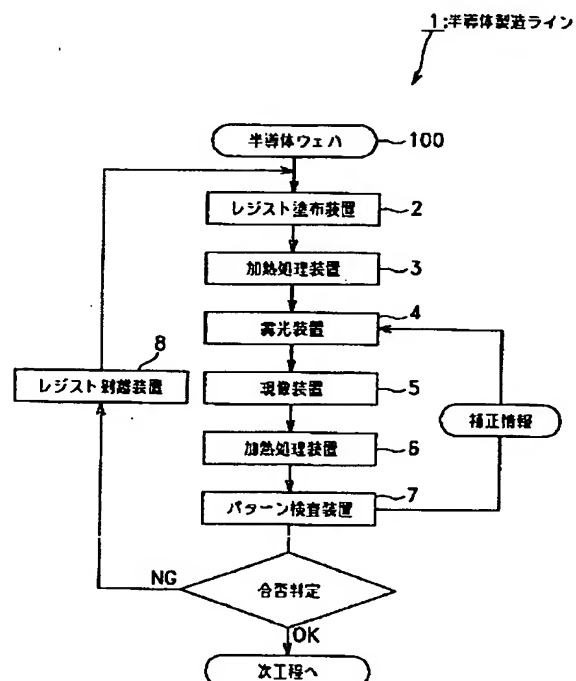 1:半導体製造ライン
半導体ウェハ 100
レジスト塗布装置 2
加熱処理装置 3
露光装置 4
8
レジスト剥離装置
現像装置 5
補正情報
加熱処理装置 6
パターン検査装置 7
NG
合否判定
OK
次工程へ